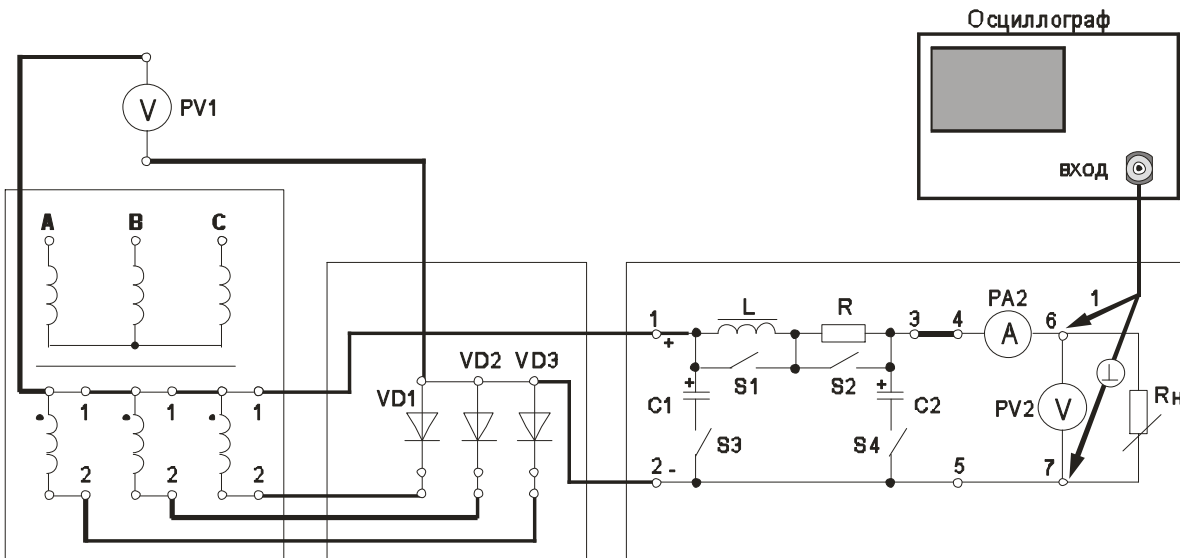 Осциллограф
V
PV1
ВХОД
A B C
1
L
R
PA2
1
+
3
4
A
6
VD2
VD3
S1
S2
⊥
VD1
+
C1
+
C2
PV2
V
Rн
1
1
1
S3
S4
2
2
2
2 -
5
7